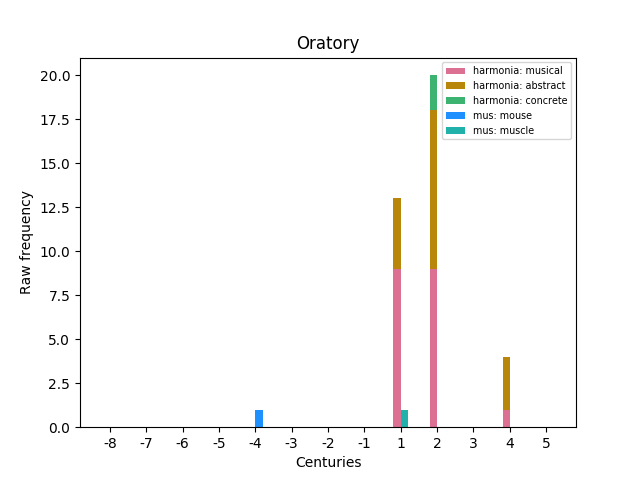 Oratory
harmonia: musical
harmonia: abstract
harmonia: concrete
mus: mouse
mus: muscle
20.0
17.5
15.0
12.5
10.0
7.5
5.0
2.5
0.0
Raw frequency
-8 -7 -6 -5 -4 -3 -2 -1 1 2 3 4 5
Centuries